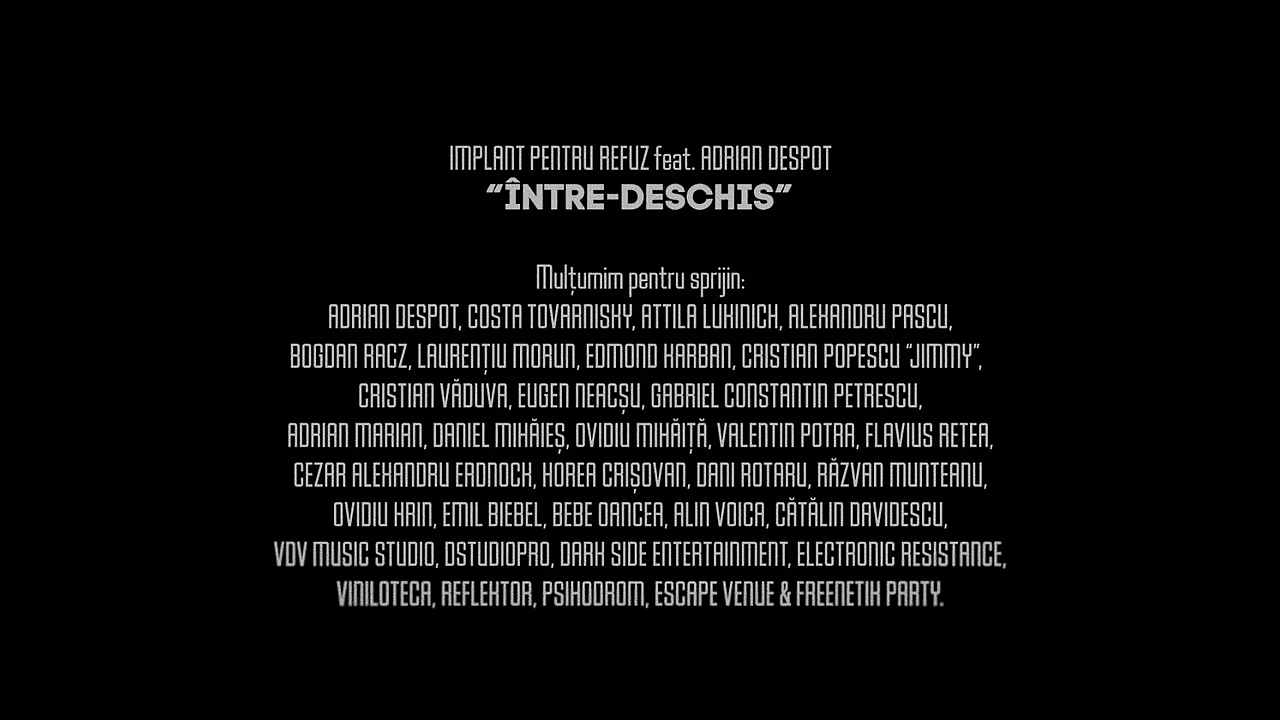 IMPLANT PENTRU REFUZ feat. ADRIAN DESPOT
“ÎNTRE-DESCHIS”
Mulțumim pentru sprijin:
ADRIAN DESPOT, COSTA TOVARNISKY, ATTILA LUKINICH, ALEXANDRU PASCU,
BOGDAN RACZ, LAURENȚIU MORUN, EDMOND KARBAN, CRISTIAN POPESCU “JIMMY”,
CRISTIAN VĂDUVA, EUGEN NEACȘU, GABRIEL CONSTANTIN PETRESCU,
ADRIAN MARIAN, DANIEL MIHĂIEȘ, OVIDIU MIHĂIȚĂ, VALENTIN POTRA, FLAVIUS RETEA,
CEZAR ALEXANDRU ERDNOCK, HOREA CRIȘOVAN, DANI ROTARU, RĂZVAN MUNTEANU,
OVIDIU HRIN, EMIL BIEBEL, BEBE OANCEA, ALIN VOICA, CĂTĂLIN DAVIDESCU,
VDV MUSIC STUDIO, DSTUDIOPRO, DARK SIDE ENTERTAINMENT, ELECTRONIC RESISTANCE,
VINILOTECA, REFLEKTOR, PSIHODROM, ESCAPE VENUE & FREENETIK PARTY.